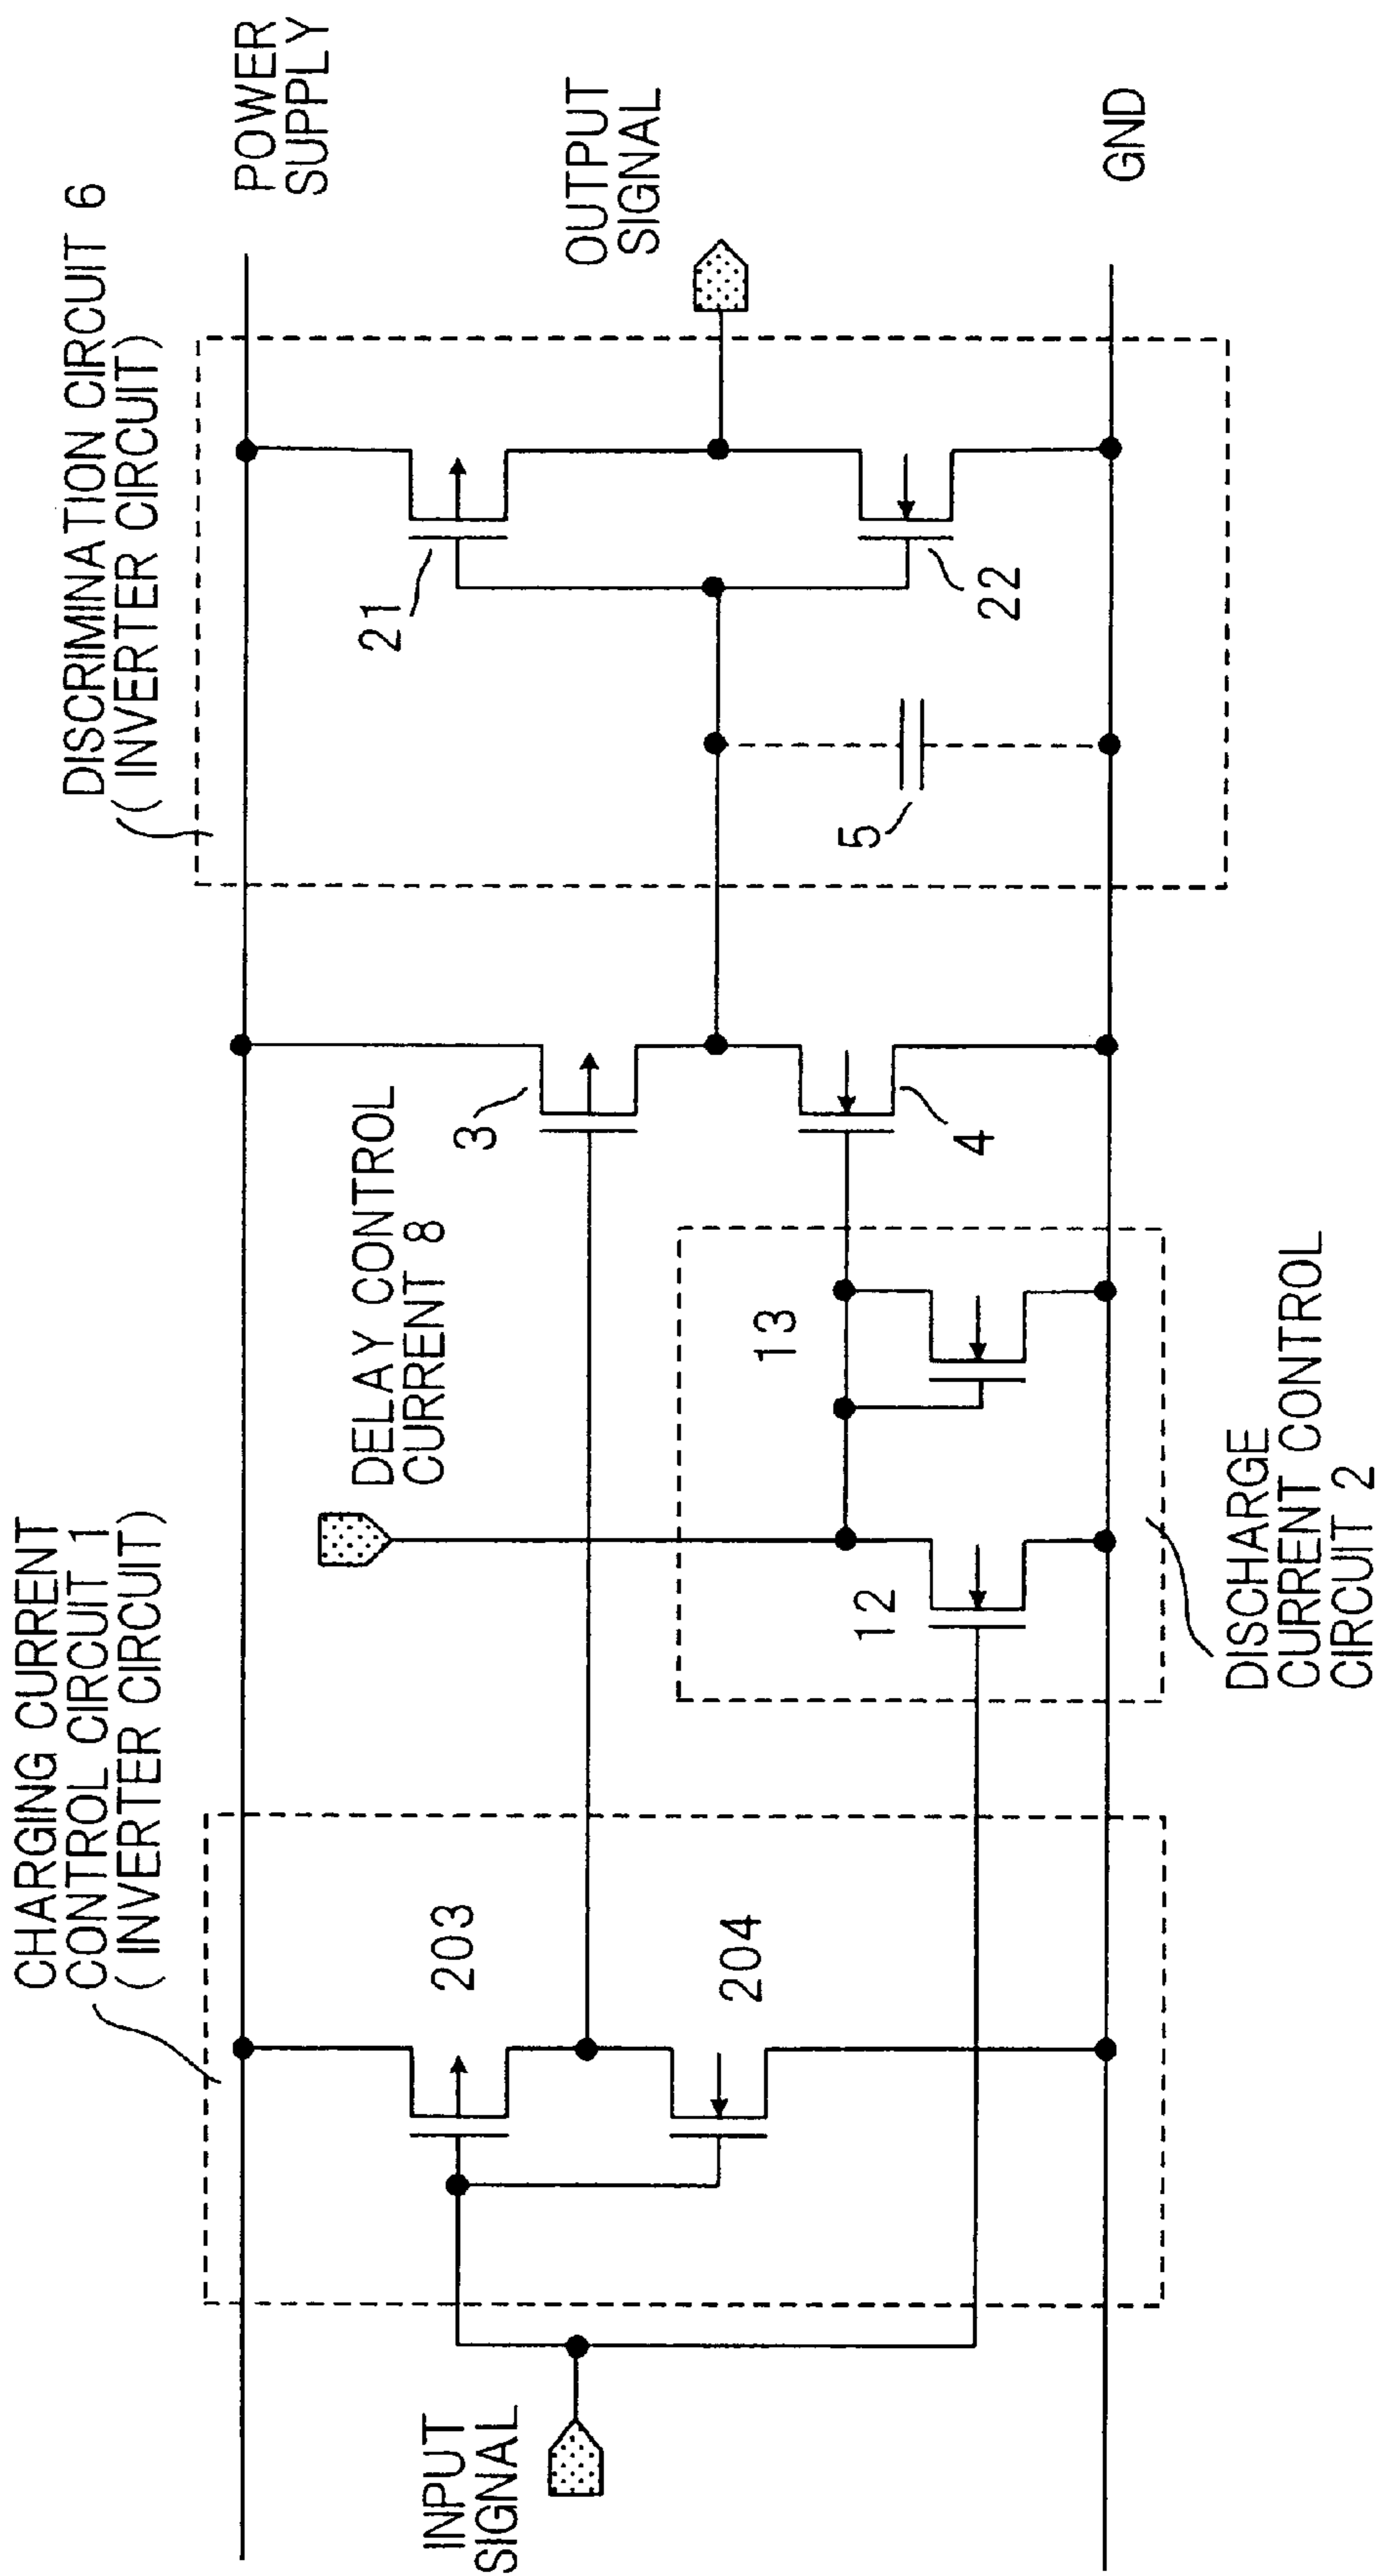 CHARGING CURRENT
CONTROL CIRCUIT 1
( INVERTER CIRCUIT)
DISCRIMINATION CIRCUIT 6
( INVERTER CIRCUIT)
POWER
SUPPLY
DELAY CONTROL
CURRENT 8
203
204
3
4
21
22
5
12
13
INPUT
SIGNAL
OUTPUT
SIGNAL
GND
DISCHARGE
CURRENT CONTROL
CIRCUIT 2